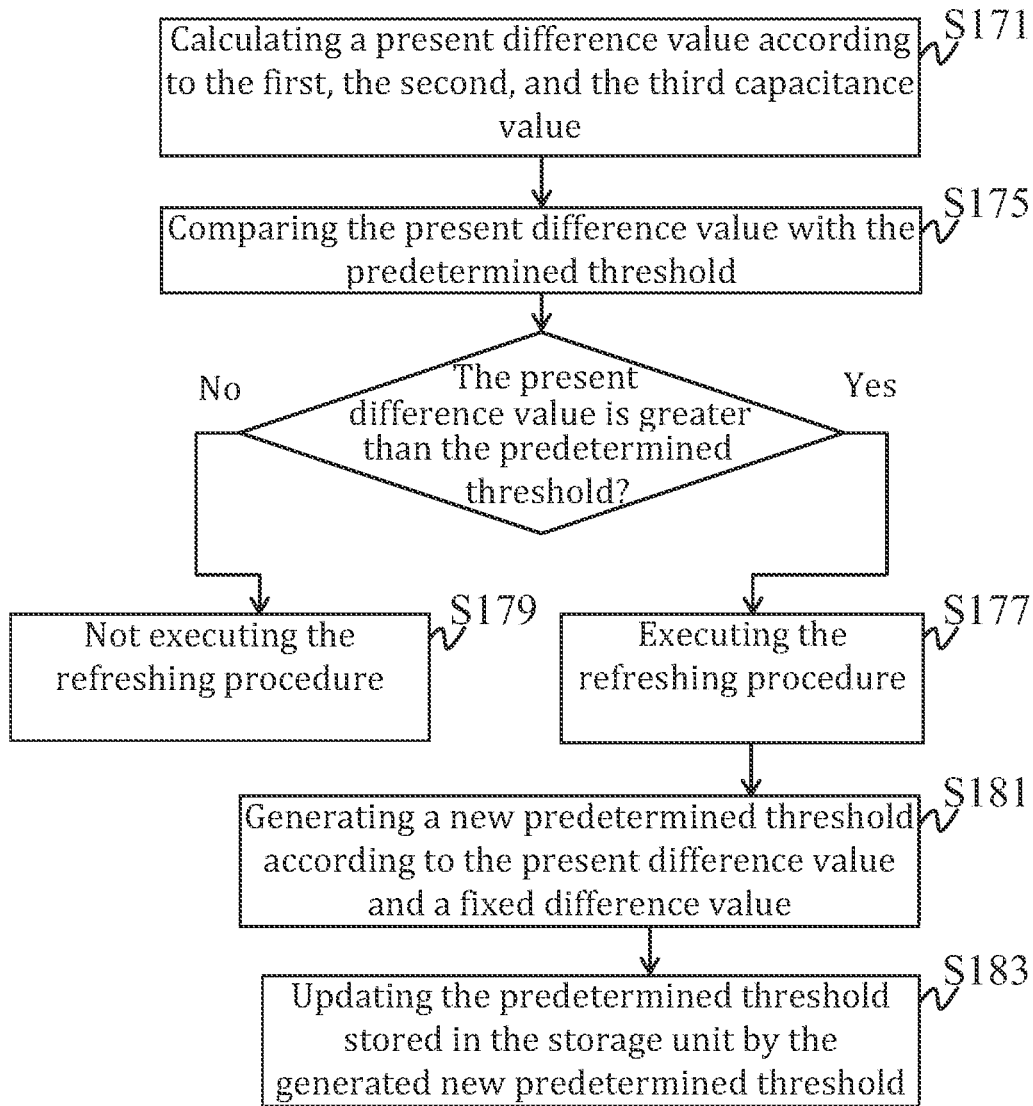 S171
Calculating a present difference value according
to the first, the second, and the third capacitance
value
S175
Comparing the present difference value with the
predetermined threshold
No
The present
difference value is greater
than the predetermined
threshold?
Yes
S179
Not executing the
refreshing procedure
S177
Executing the
refreshing procedure
S181
Generating a new predetermined threshold
according to the present difference value
and a fixed difference value
S183
Updating the predetermined threshold
stored in the storage unit by the
generated new predetermined threshold